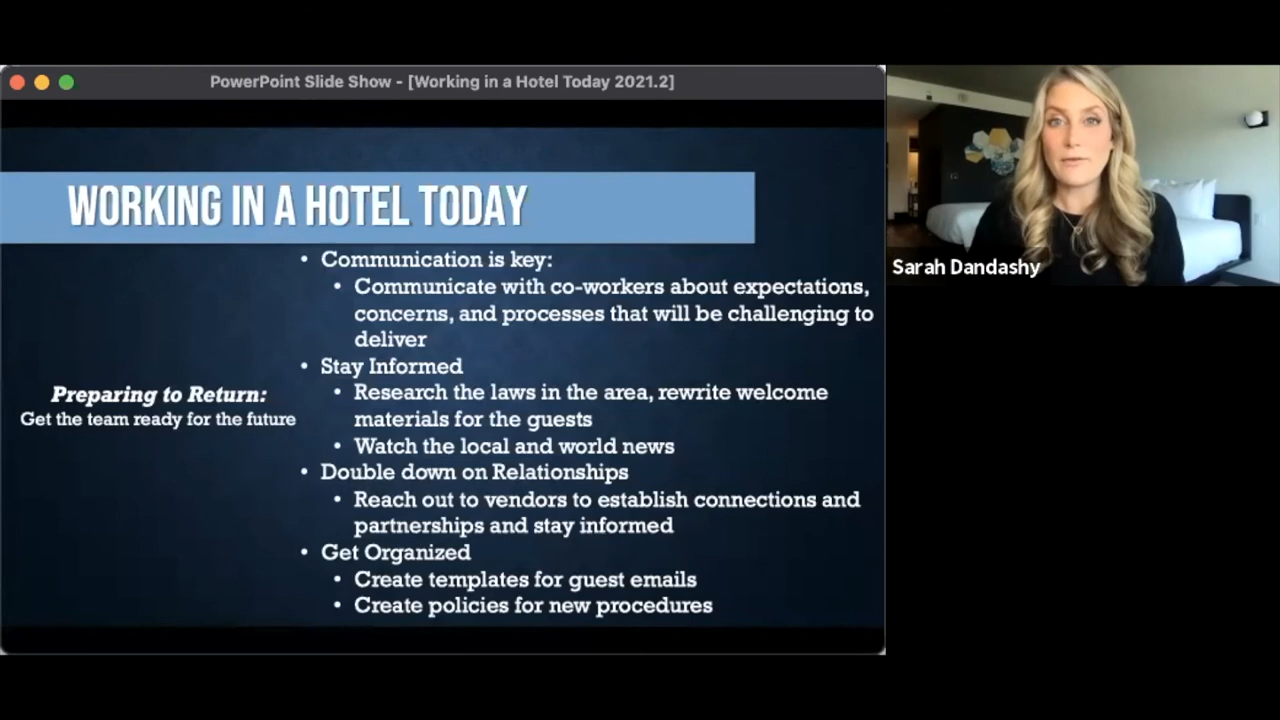 PowerPoint Slide Show - [Working in a Hotel Today 2021.2]
WORKING IN A HOTEL TODAY
Preparing to Return:
Get the team ready for the future
• Communication is key:
• Communicate with co-workers about expectations,
concerns, and processes that will be challenging to
deliver
• Stay Informed
• Research the laws in the area, rewrite welcome
materials for the guests
• Watch the local and world news
• Double down on Relationships
• Reach out to vendors to establish connections and
partnerships and stay informed
• Get Organized
• Create templates for guest emails
• Create policies for new procedures
Sarah Dandashy